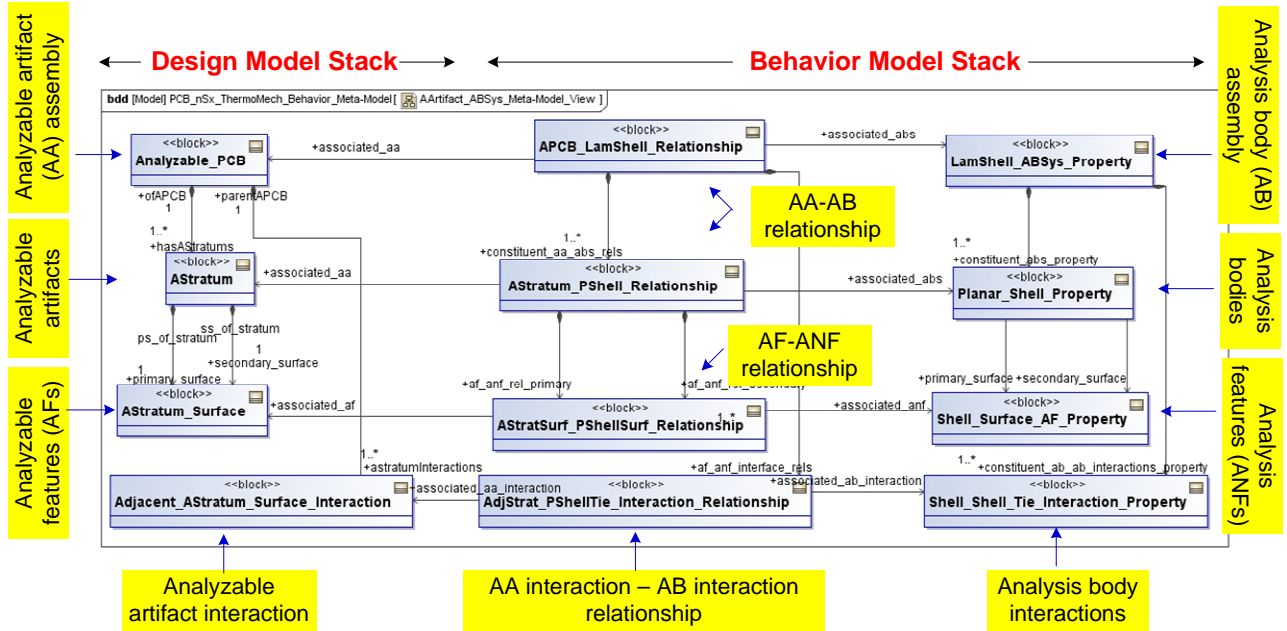 Analyzable artifact
(AA) assembly
Analyzable
artifacts
Analyzable
features (AFs)
Design Model Stack
Behavior Model Stack
bdd [Model] PCB_nSx_ThermoMech_Behavior_Meta-Model[ AArtifact_ABSys_Meta-Model_View ]
<<block>>
Analyzable_PCB
+associated_aa
<<block>>
APCB_LamShell_Relationship
+associated_abs
<<block>>
LamShell_ABSys_Property
+ofAPCB
1
+parentAPCB
1
1..*
+hasAStratums
AA-AB
relationship
1..*
+constituent_aa_abs_rels
1..*
+constituent_abs_property
<<block>>
AStratum
+associated_aa
<<block>>
AStratum_PShell_Relationship
+associated_abs
<<block>>
Planar_Shell_Property
ps_of_stratum
ss_of_stratum
1
+primary_surface
1
+secondary_surface
AF-ANF
relationship
+af_anf_rel_primary
+af_anf_rel_secondary
+primary_surface
+secondary_surface
<<block>>
AStratum_Surface
+associated_af
<<block>>
AStratSurf_PShellSurf_Relationship
1..*
+associated_anf
<<block>>
Shell_Surface_AF_Property
1..*
+astratumInteractions
+af_anf_interface_rels
1..*
+constituent_ab_ab_interactions_property
<<block>>
Adjacent_AStratum_Surface_Interaction
+associated_aa_interaction
<<block>>
AdjStrat_PShellTie_Interaction_Relationship
+associated_ab_interaction
<<block>>
Shell_Shell_Tie_Interaction_Property
Analysis body (AB)
assembly
Analysis
bodies
Analysis
features (ANFs)
Analyzable
artifact interaction
AA interaction – AB interaction
relationship
Analysis body
interactions